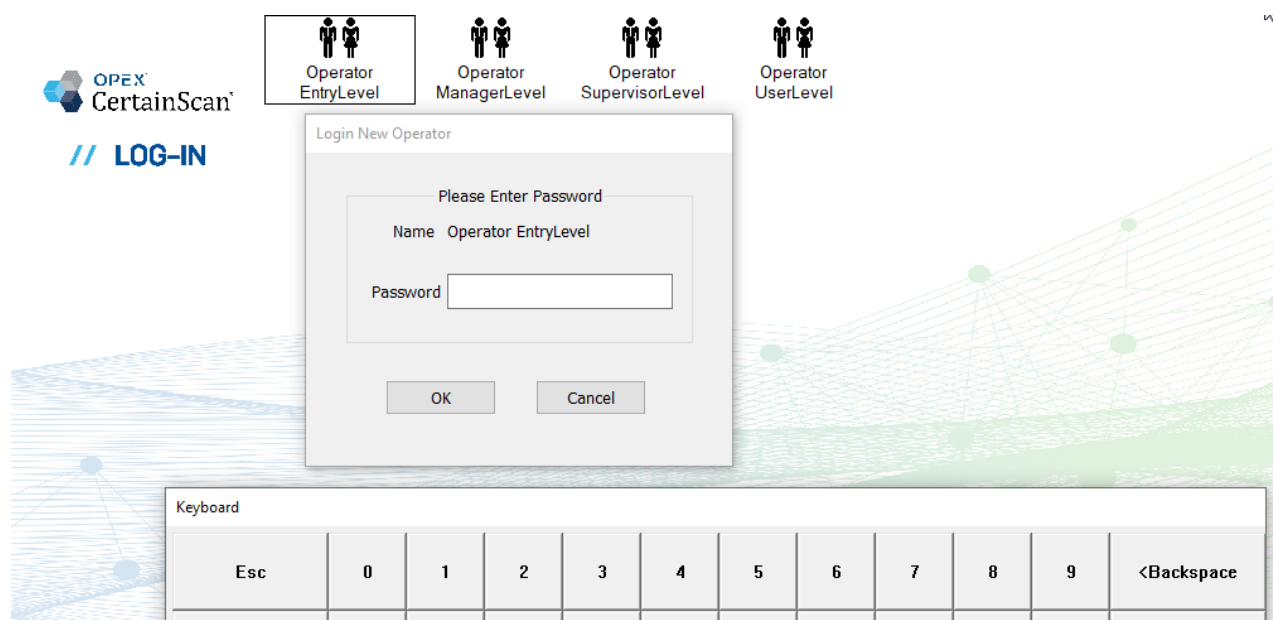 Operator
EntryLevel
Operator
ManagerLevel
Operator
SupervisorLevel
Operator
UserLevel
OPEX
CertainScan
// LOG-IN
Login New Operator
Please Enter Password
Name Operator EntryLevel
Password
OK Cancel
Keyboard
Esc 0 1 2 3 4 5 6 7 8 9 <Backspace